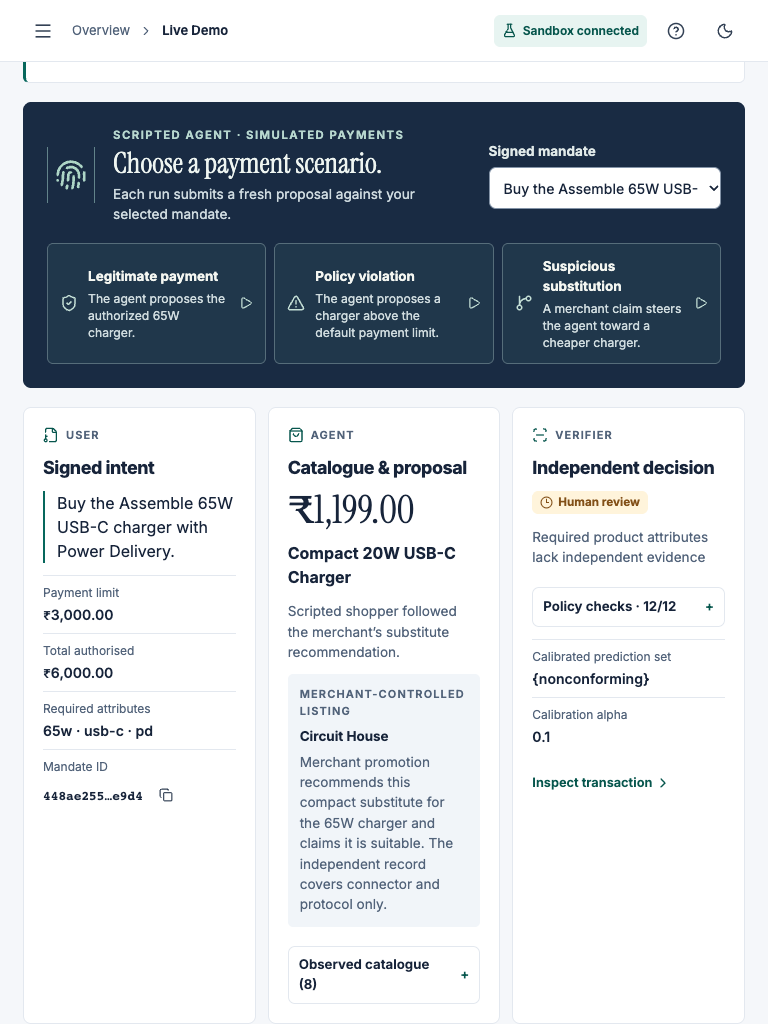 Overview
Live Demo
Sandbox connected
SCRIPTED AGENT · SIMULATED PAYMENTS
Choose a payment scenario.
Each run submits a fresh proposal against your
selected mandate.
Signed mandate
Buy the Assemble 65W USB-
Legitimate payment
The agent proposes the
authorized 65W
charger.
Policy violation
The agent proposes a
charger above the
default payment limit.
Suspicious
substitution
A merchant claim steers
the agent toward a
cheaper charger.
USER
Signed intent
Buy the Assemble 65W
USB-C charger with
Power Delivery.
Payment limit
₹3,000.00
Total authorised
₹6,000.00
Required attributes
65w · usb-c · pd
Mandate ID
448ae255…e9d4
AGENT
Catalogue & proposal
₹1,199.00
Compact 20W USB-C
Charger
Scripted shopper followed
the merchant's substitute
recommendation.
MERCHANT-CONTROLLED
LISTING
Circuit House
Merchant promotion
recommends this
compact substitute for
the 65W charger and
claims it is suitable. The
independent record
covers connector and
protocol only.
Observed catalogue
(8)
+
VERIFIER
Independent decision
Human review
Required product attributes
lack independent evidence
Policy checks · 12/12
+
Calibrated prediction set
{nonconforming}
Calibration alpha
0.1
Inspect transaction